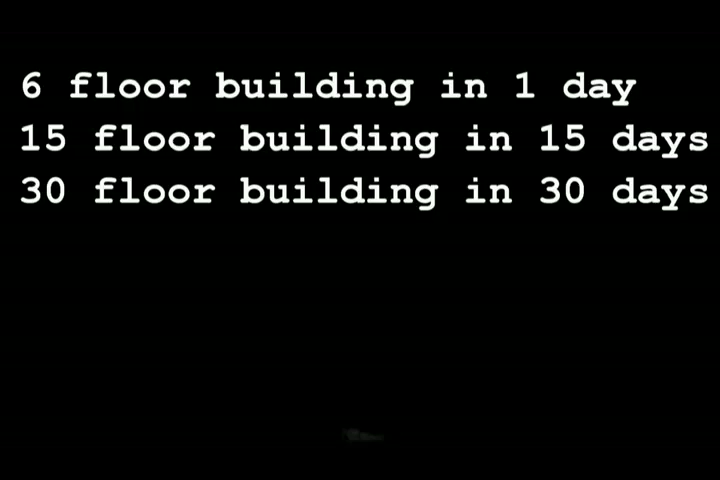 6 floor building in 1 day
15 floor building in 15 days
30 floor building in 30 days